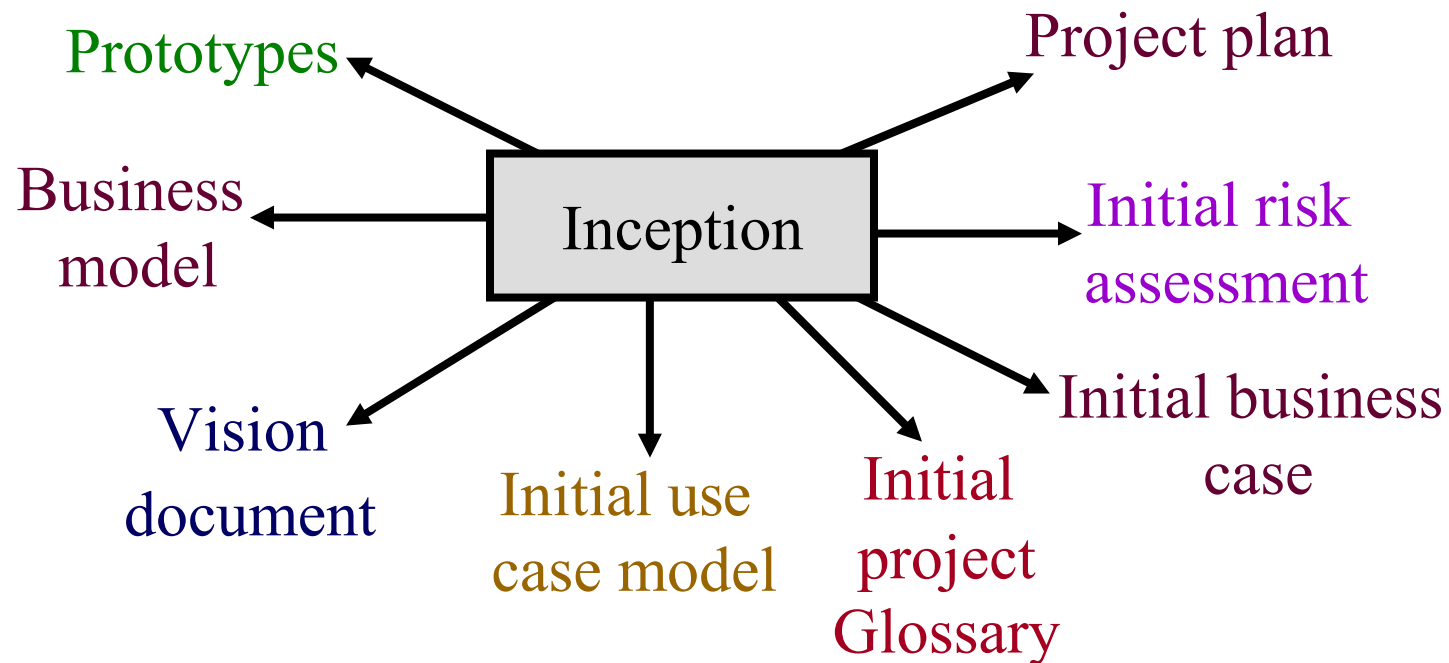 Prototypes
Project plan
Business
model
Inception
Initial risk
assessment
Vision
document
Initial use
case model
Initial
project
Glossary
Initial business
case